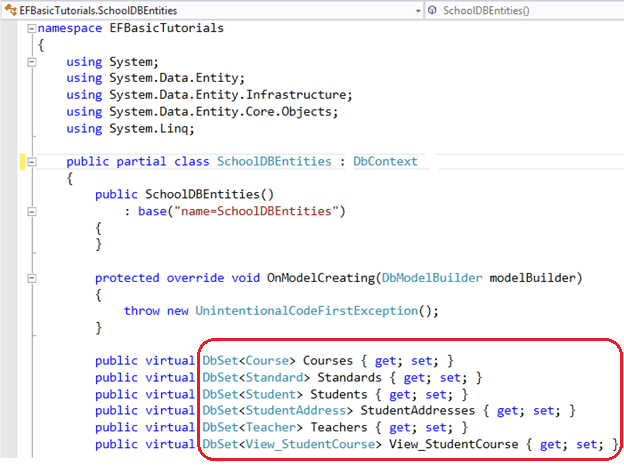 EFBasicTutorials.SchoolDBEntities SchoolDBEntities()
namespace EFBasicTutorials
{
    using System;
    using System.Data.Entity;
    using System.Data.Entity.Infrastructure;
    using System.Data.Entity.Core.Objects;
    using System.Linq;
    public partial class SchoolDBEntities : DbContext
    {
        public SchoolDBEntities()
            : base("name=SchoolDBEntities")
        {
        }
        protected override void OnModelCreating(DbModelBuilder modelBuilder)
        {
            throw new UnintentionalCodeFirstException();
        }
        public virtual DbSet<Course> Courses { get; set; }
        public virtual DbSet<Standard> Standards { get; set; }
        public virtual DbSet<Student> Students { get; set; }
        public virtual DbSet<StudentAddress> StudentAddresses { get; set; }
        public virtual DbSet<Teacher> Teachers { get; set; }
        public virtual DbSet<View_StudentCourse> View_StudentCourse { get; set; }